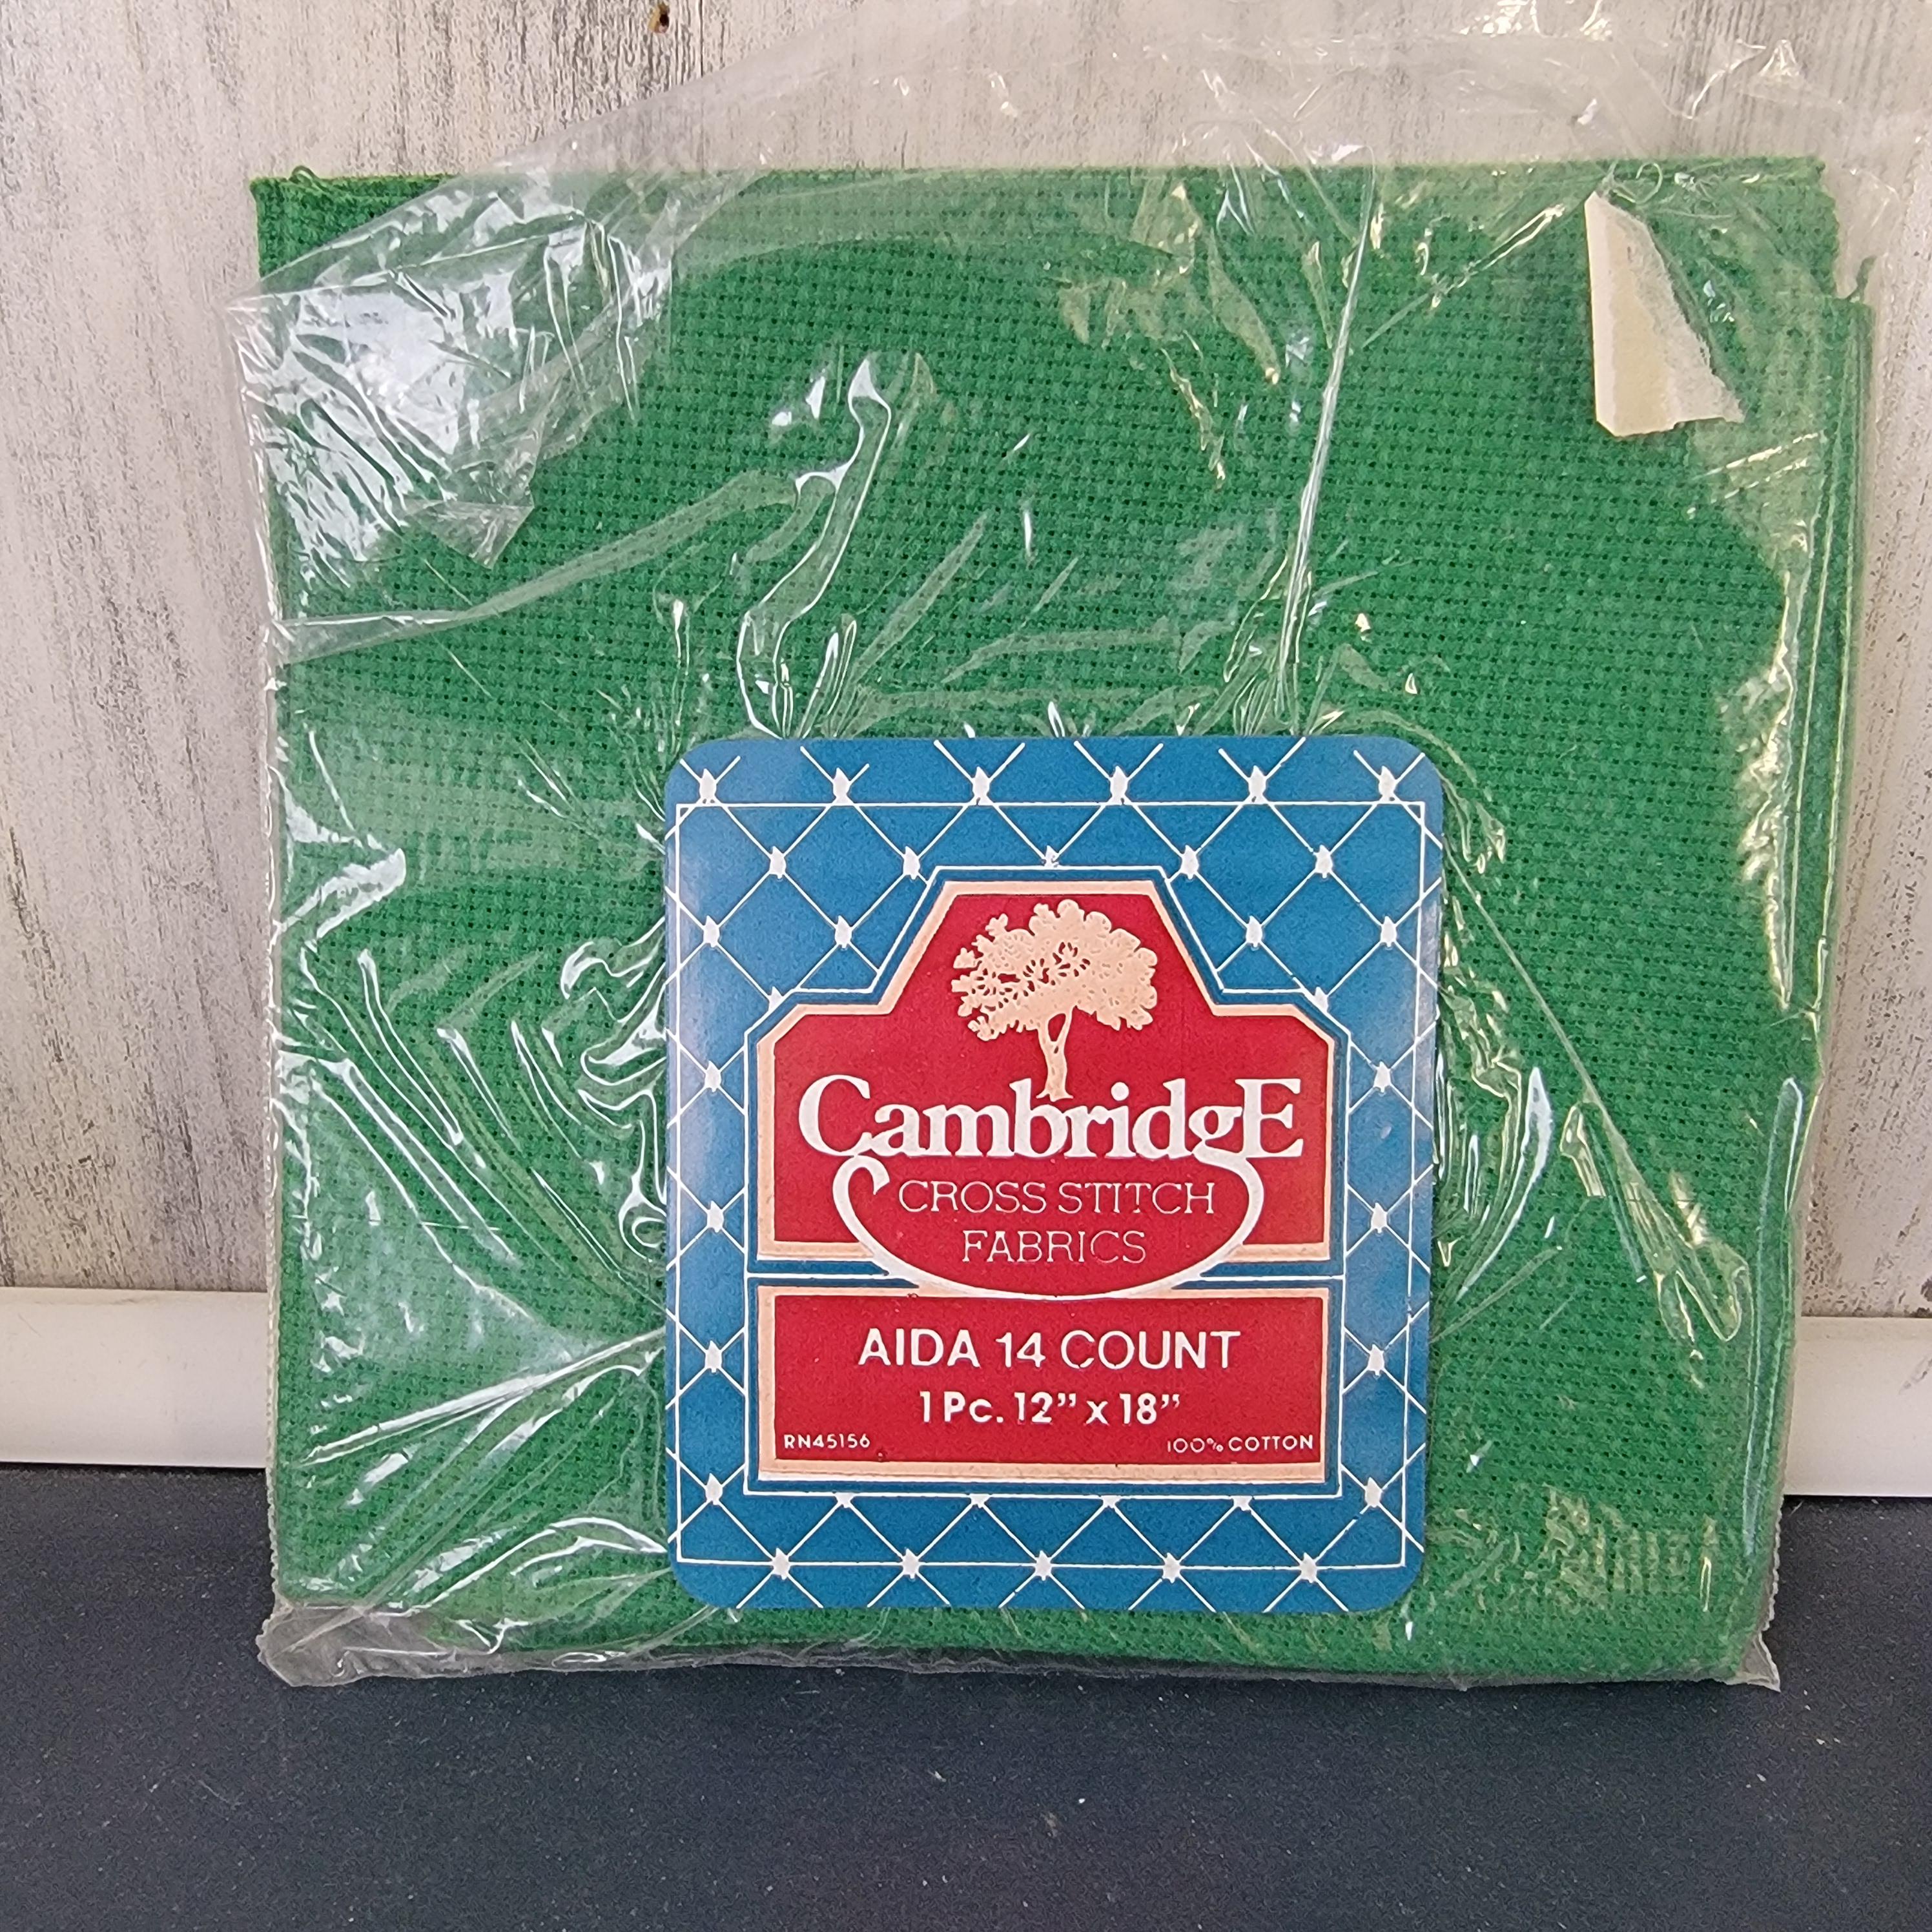 CambridgE
CROSS STITCH
FABRICS
AIDA 14 COUNT
1 Pc. 12" x 18"
RN45156 100% COTTON